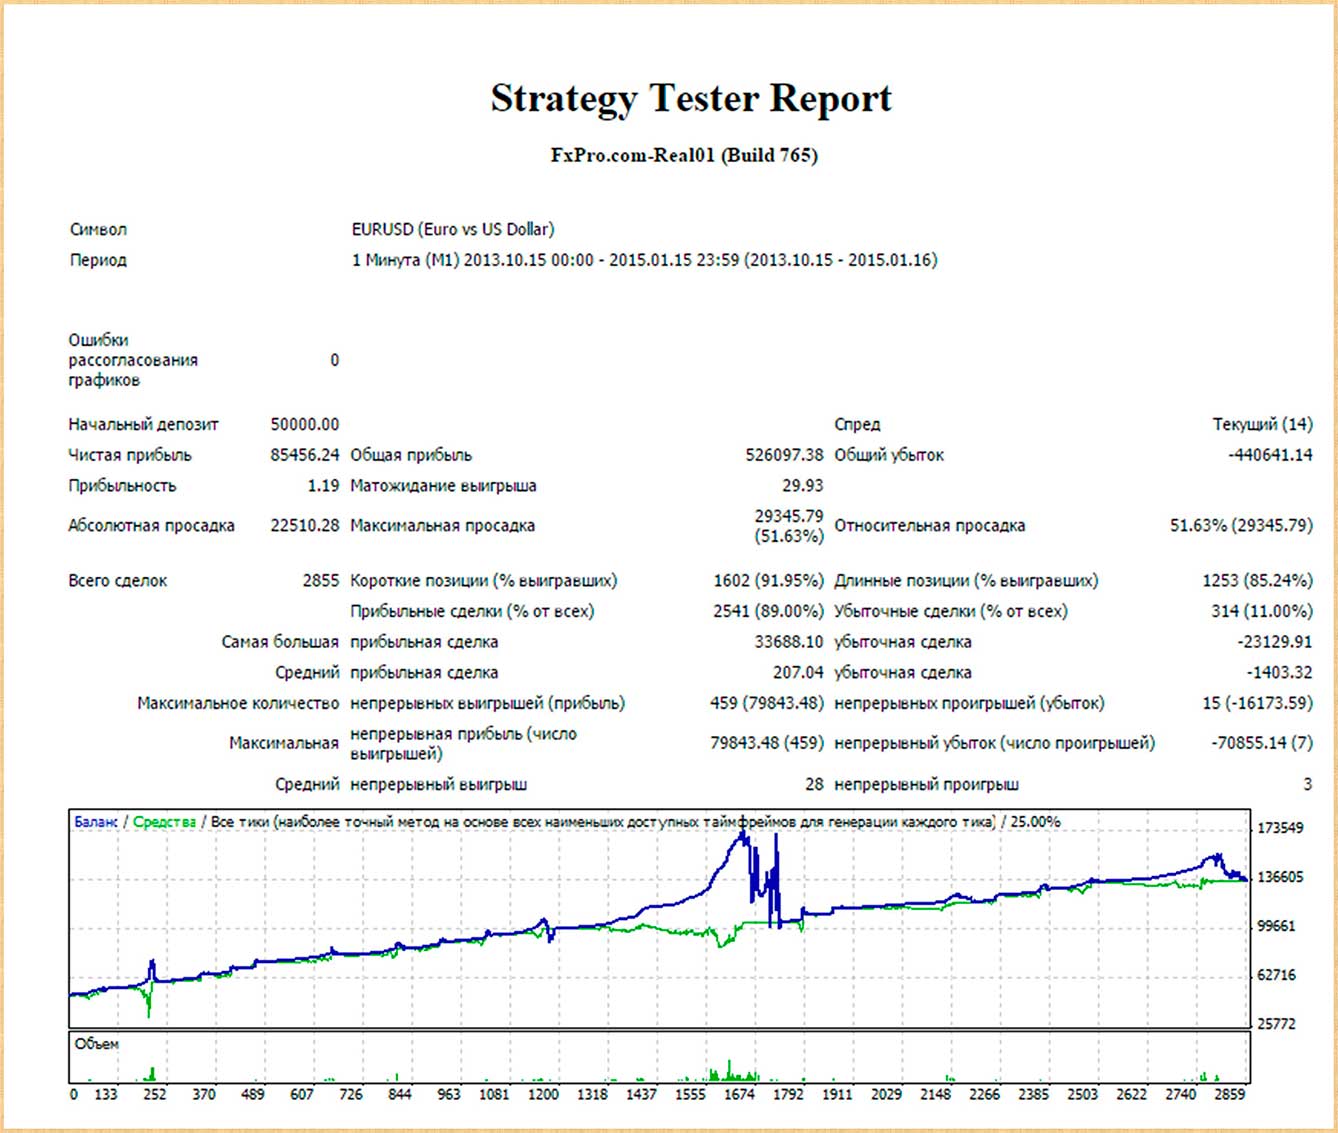 Strategy Tester Report
FxPro.com-Real01 (Build 765)
Символ EURUSD (Euro vs US Dollar)
Период 1 Минута (M1) 2013.10.15 00:00 - 2015.01.15 23:59 (2013.10.15 - 2015.01.16)
Ошибки
рассогласования 0
графиков
Начальный депозит 50000.00 Спред Текущий (14)
Чистая прибыль 85456.24 Общая прибыль 526097.38 Общий убыток -440641.14
Прибыльность 1.19 Матожидание выигрыша 29.93
Абсолютная просадка 22510.28 Максимальная просадка 29345.79 (51.63%) Относительная просадка 51.63% (29345.79)
Всего сделок 2855 Короткие позиции (% выигравших) 1602 (91.95%) Длинные позиции (% выигравших) 1253 (85.24%)
Прибыльные сделки (% от всех) 2541 (89.00%) Убыточные сделки (% от всех) 314 (11.00%)
Самая большая прибыльная сделка 33688.10 убыточная сделка -23129.91
Средний прибыльная сделка 207.04 убыточная сделка -1403.32
Максимальное количество непрерывных выигрышей (прибыль) 459 (79843.48) непрерывных проигрышей (убыток) 15 (-16173.59)
Максимальная непрерывная прибыль (число выигрышей) 79843.48 (459) непрерывный убыток (число проигрышей) -70855.14 (7)
Средний непрерывный выигрыш 28 непрерывный проигрыш 3
Баланс / Средства / Все тики (наиболее точный метод на основе всех наименьших доступных таймфреймов для генерации каждого тика) / 25.00%
173549
136605
99661
62716
25772
Объем
0 133 252 370 489 607 726 844 963 1081 1200 1318 1437 1555 1674 1792 1911 2029 2148 2266 2385 2503 2622 2740 2859